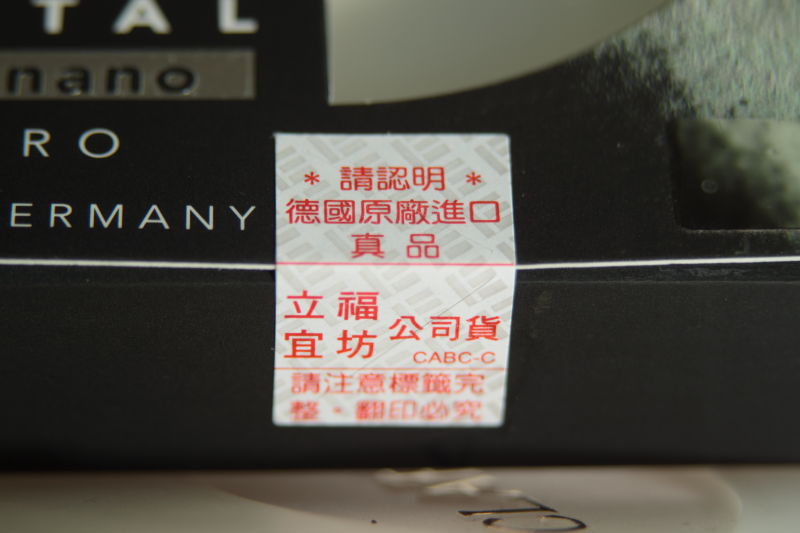 TAL
nano
RO
ERMANY
* 請認明 *
德國原廠進口
真品
立福
宜坊
公司貨
CABC-C
請注意標籤完
整・翻印必究